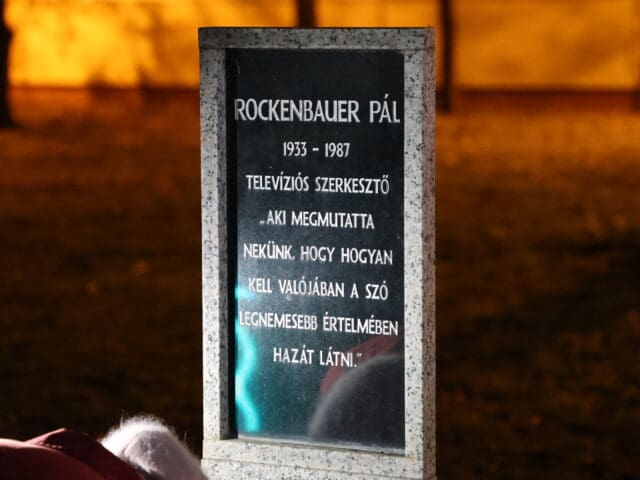 ROCKENBAUER PÁL
1933 - 1987
TELEVÍZIÓS SZERKESZTŐ
„AKI MEGMUTATTA
NEKÜNK, HOGY HOGYAN
KELL VALÓJÁBAN A SZÓ
LEGNEMESEBB ÉRTELMÉBEN
HAZÁT LÁTNI."